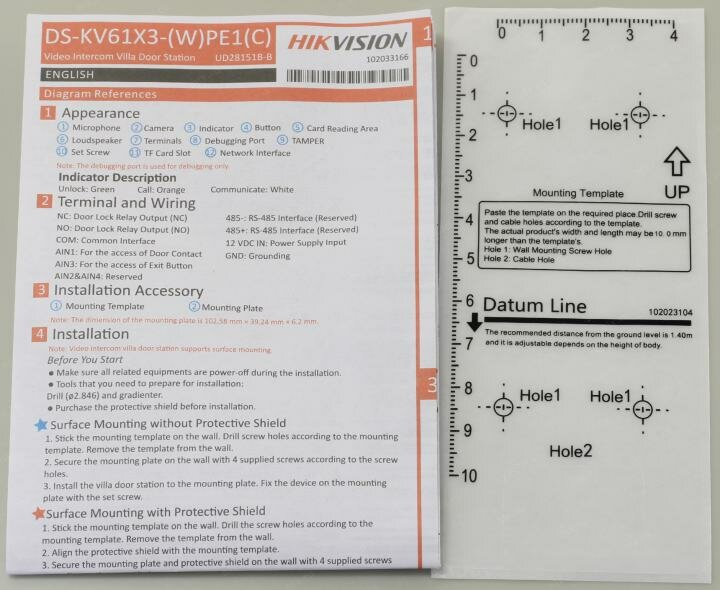 DS-KV61X3-(W)PE1(C)
Video Intercom Villa Door Station UD28151B-B
HIKVISION
102033166
1
ENGLISH
Diagram References
1 Appearance
① Microphone ② Camera ③ Indicator ④ Button ⑤ Card Reading Area
⑥ Loudspeaker ⑦ Terminals ⑧ Debugging Port ⑨ TAMPER
⑩ Set Screw ⑪ TF Card Slot ⑫ Network Interface
Note: The debugging port is used for debugging only.
Indicator Description
Unlock: Green Call: Orange Communicate: White
2 Terminal and Wiring
NC: Door Lock Relay Output (NC) 485-: RS-485 Interface (Reserved)
NO: Door Lock Relay Output (NO) 485+: RS-485 Interface (Reserved)
COM: Common Interface 12 VDC IN: Power Supply Input
AIN1: For the access of Door Contact GND: Grounding
AIN3: For the access of Exit Button
AIN2&AIN4: Reserved
3 Installation Accessory
① Mounting Template ② Mounting Plate
Note: The dimension of the mounting plate is 102.58 mm × 39.24 mm × 6.2 mm.
4 Installation
Note: Video intercom villa door station supports surface mounting.
Before You Start
● Make sure all related equipments are power-off during the installation.
● Tools that you need to prepare for installation:
Drill (ø2.846) and gradienter.
● Purchase the protective shield before installation.
3
Surface Mounting without Protective Shield
1. Stick the mounting template on the wall. Drill screw holes according to the mounting
template. Remove the template from the wall.
2. Secure the mounting plate on the wall with 4 supplied screws according to the screw
holes.
3. Install the villa door station to the mounting plate. Fix the device on the mounting
plate with the set screw.
Surface Mounting with Protective Shield
1. Stick the mounting template on the wall. Drill the screw holes according to the
mounting template. Remove the template from the wall.
2. Align the protective shield with the mounting template.
3. Secure the mounting plate and protective shield on the wall with 4 supplied screws
0 1 2 3 4
0
1
2
3
4
5
6
7
8
9
10
Hole1 Hole1
UP
Mounting Template
Paste the template on the required place.Drill screw
and cable holes according to the template.
The actual product's width and length may be 10.0mm
longer than the template's.
Hole 1: Wall Mounting Screw Hole
Hole 2: Cable Hole
Datum Line 102023104
The recommended distance from the ground level is 1.40m
and it is adjustable depends on the height of body.
Hole1 Hole1
Hole2